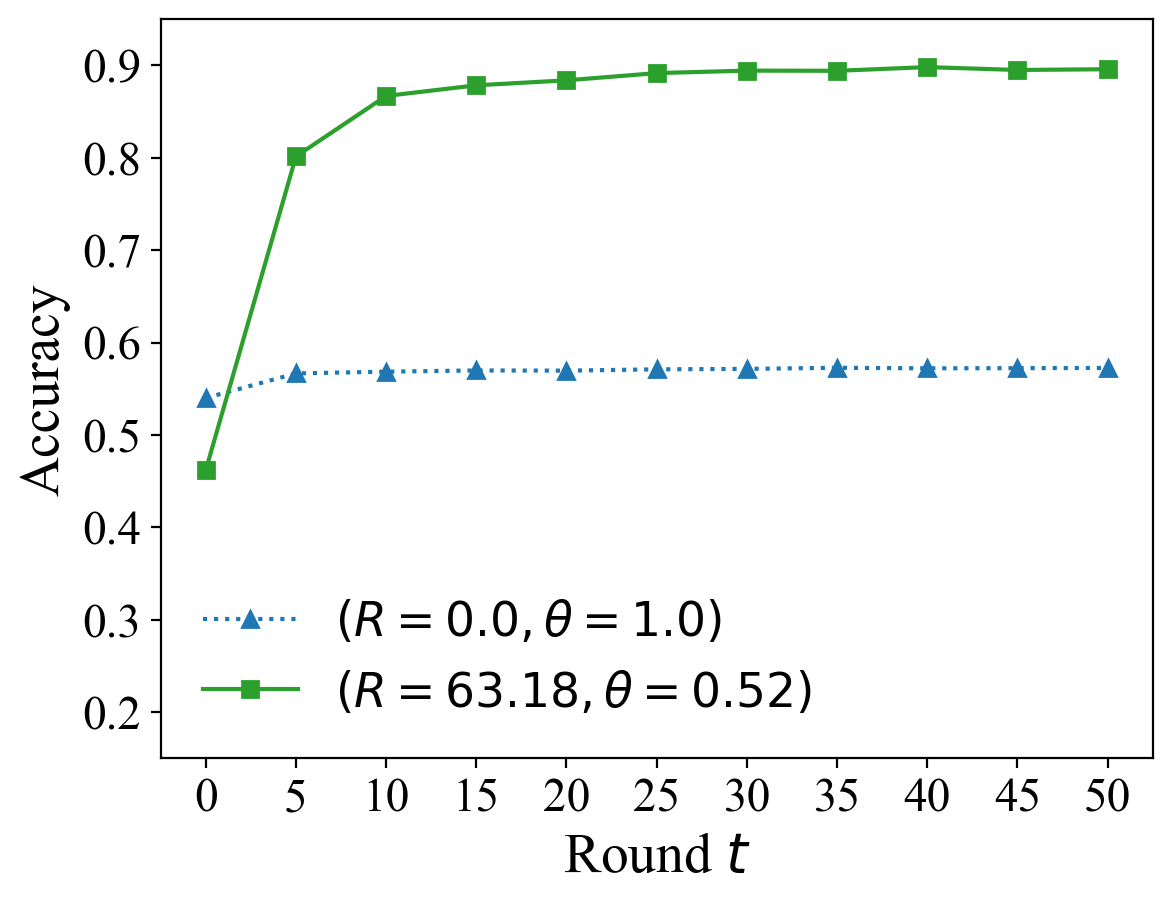 0.9
0.8
0.7
0.6
0.5
0.4
0.3
0.2
Accuracy
(R = 0.0, θ = 1.0)
(R = 63.18, θ = 0.52)
0 5 10 15 20 25 30 35 40 45 50
Round t